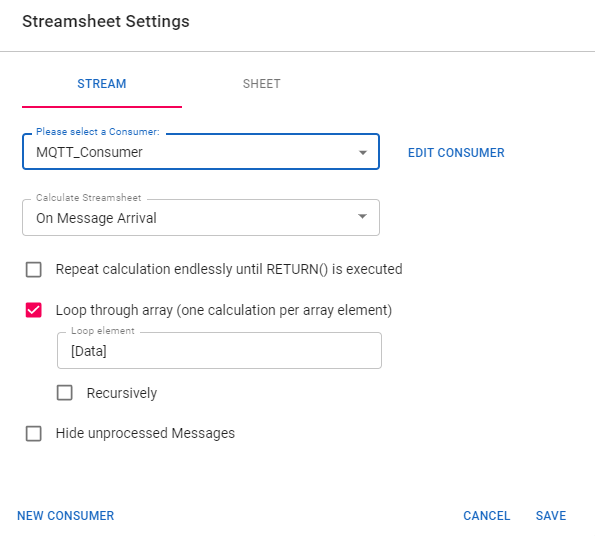 Streamsheet Settings
STREAM SHEET
Please select a Consumer:
MQTT_Consumer EDIT CONSUMER
Calculate Streamsheet
On Message Arrival
Repeat calculation endlessly until RETURN() is executed
Loop through array (one calculation per array element)
Loop element
[Data]
Recursively
Hide unprocessed Messages
NEW CONSUMER CANCEL SAVE